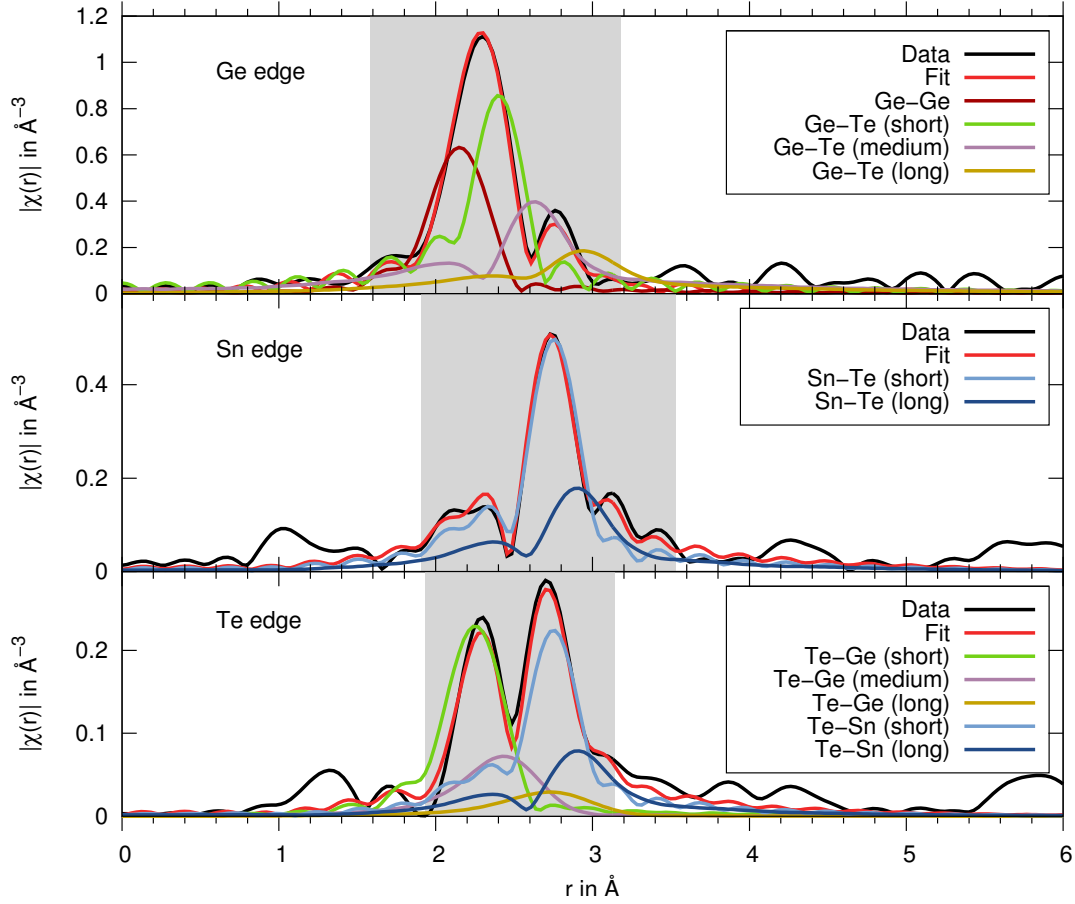 1.2
1
0.8
0.6
0.4
0.2
0
|χ(r)| in Å⁻³
Ge edge
Data
Fit
Ge−Ge
Ge−Te (short)
Ge−Te (medium)
Ge−Te (long)
0.4
0.2
0
|χ(r)| in Å⁻³
Sn edge
Data
Fit
Sn−Te (short)
Sn−Te (long)
0.2
0.1
0
|χ(r)| in Å⁻³
Te edge
Data
Fit
Te−Ge (short)
Te−Ge (medium)
Te−Ge (long)
Te−Sn (short)
Te−Sn (long)
0 1 2 3 4 5 6
r in Å